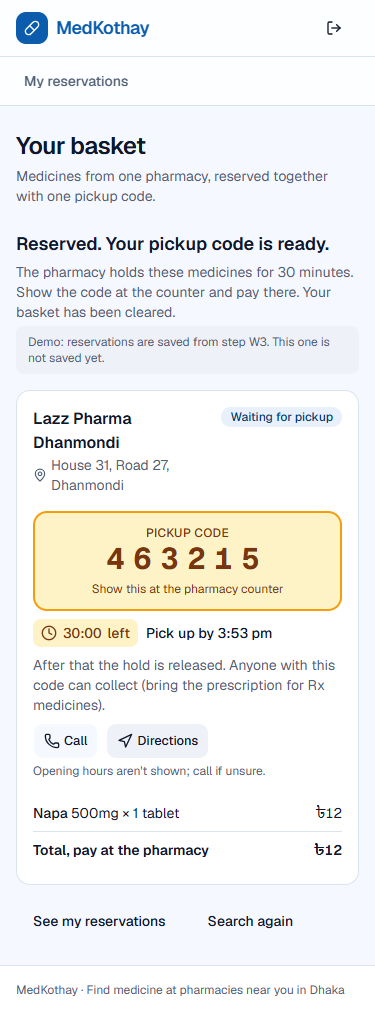 MedKothay
My reservations
Your basket
Medicines from one pharmacy, reserved together
with one pickup code.
Reserved. Your pickup code is ready.
The pharmacy holds these medicines for 30 minutes.
Show the code at the counter and pay there. Your
basket has been cleared.
Demo: reservations are saved from step W3. This one is
not saved yet.
Lazz Pharma
Dhanmondi
Waiting for pickup
House 31, Road 27,
Dhanmondi
PICKUP CODE
463215
Show this at the pharmacy counter
30:00 left Pick up by 3:53 pm
After that the hold is released. Anyone with this
code can collect (bring the prescription for Rx
medicines).
Call Directions
Opening hours aren't shown; call if unsure.
Napa 500mg × 1 tablet ৳12
Total, pay at the pharmacy ৳12
See my reservations Search again
MedKothay · Find medicine at pharmacies near you in Dhaka